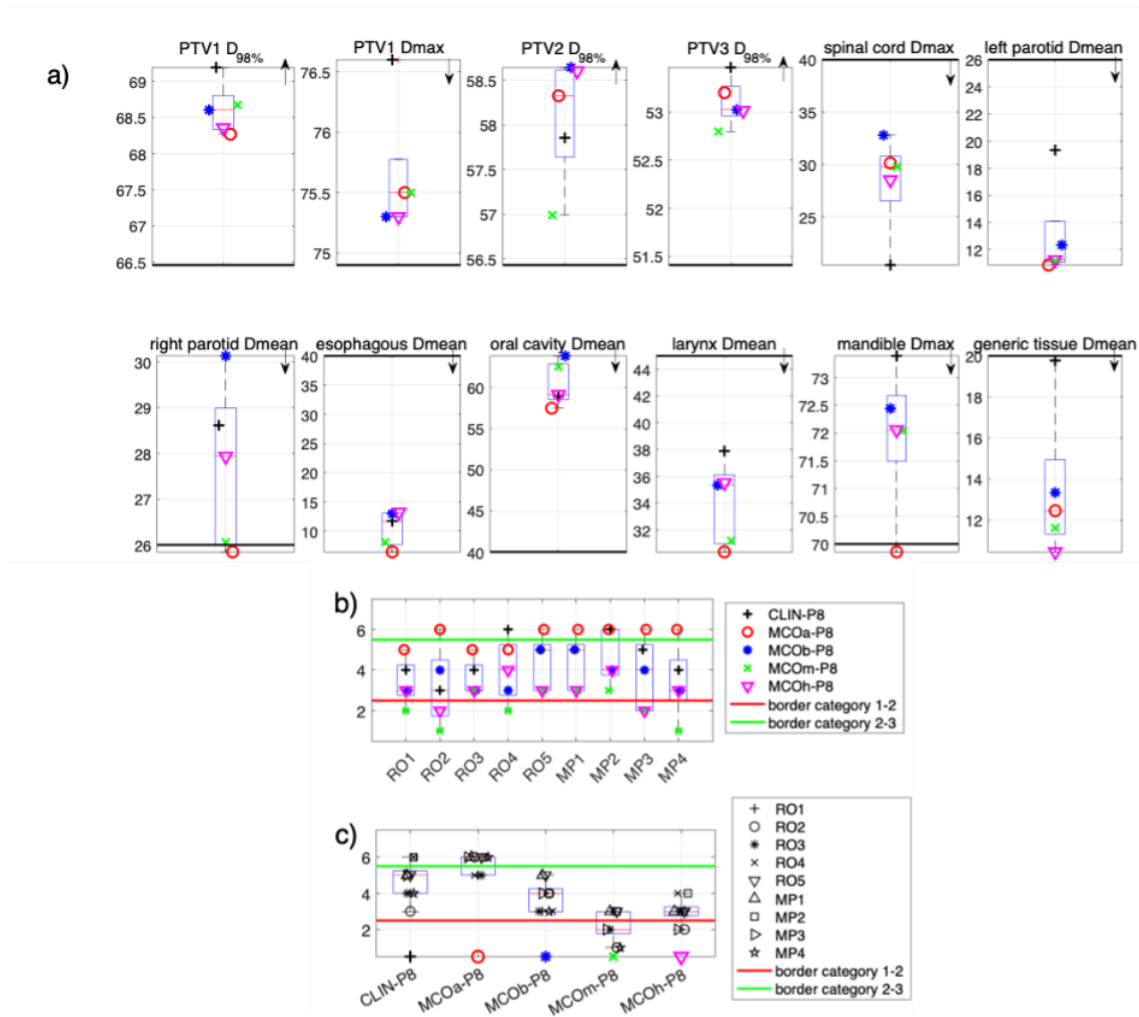 a)
PTV1 D98%
PTV1 Dmax
PTV2 D98%
PTV3 D98%
spinal cord Dmax
left parotid Dmean
69
68.5
68
67.5
67
66.5
76.5
76
75.5
75
58.5
58
57.5
57
56.5
53
52.5
52
51.5
40
35
30
25
26
24
22
20
18
16
14
12
right parotid Dmean
esophagous Dmean
oral cavity Dmean
larynx Dmean
mandible Dmax
generic tissue Dmean
30
29
28
27
26
40
35
30
25
20
15
10
60
55
50
45
40
44
42
40
38
36
34
32
73
72.5
72
71.5
71
70.5
70
20
18
16
14
12
b)
6
4
2
RO1
RO2
RO3
RO4
RO5
MP1
MP2
MP3
MP4
CLIN-P8
MCOa-P8
MCOb-P8
MCOm-P8
MCOh-P8
border category 1-2
border category 2-3
c)
6
4
2
CLIN-P8
MCOa-P8
MCOb-P8
MCOm-P8
MCOh-P8
RO1
RO2
RO3
RO4
RO5
MP1
MP2
MP3
MP4
border category 1-2
border category 2-3